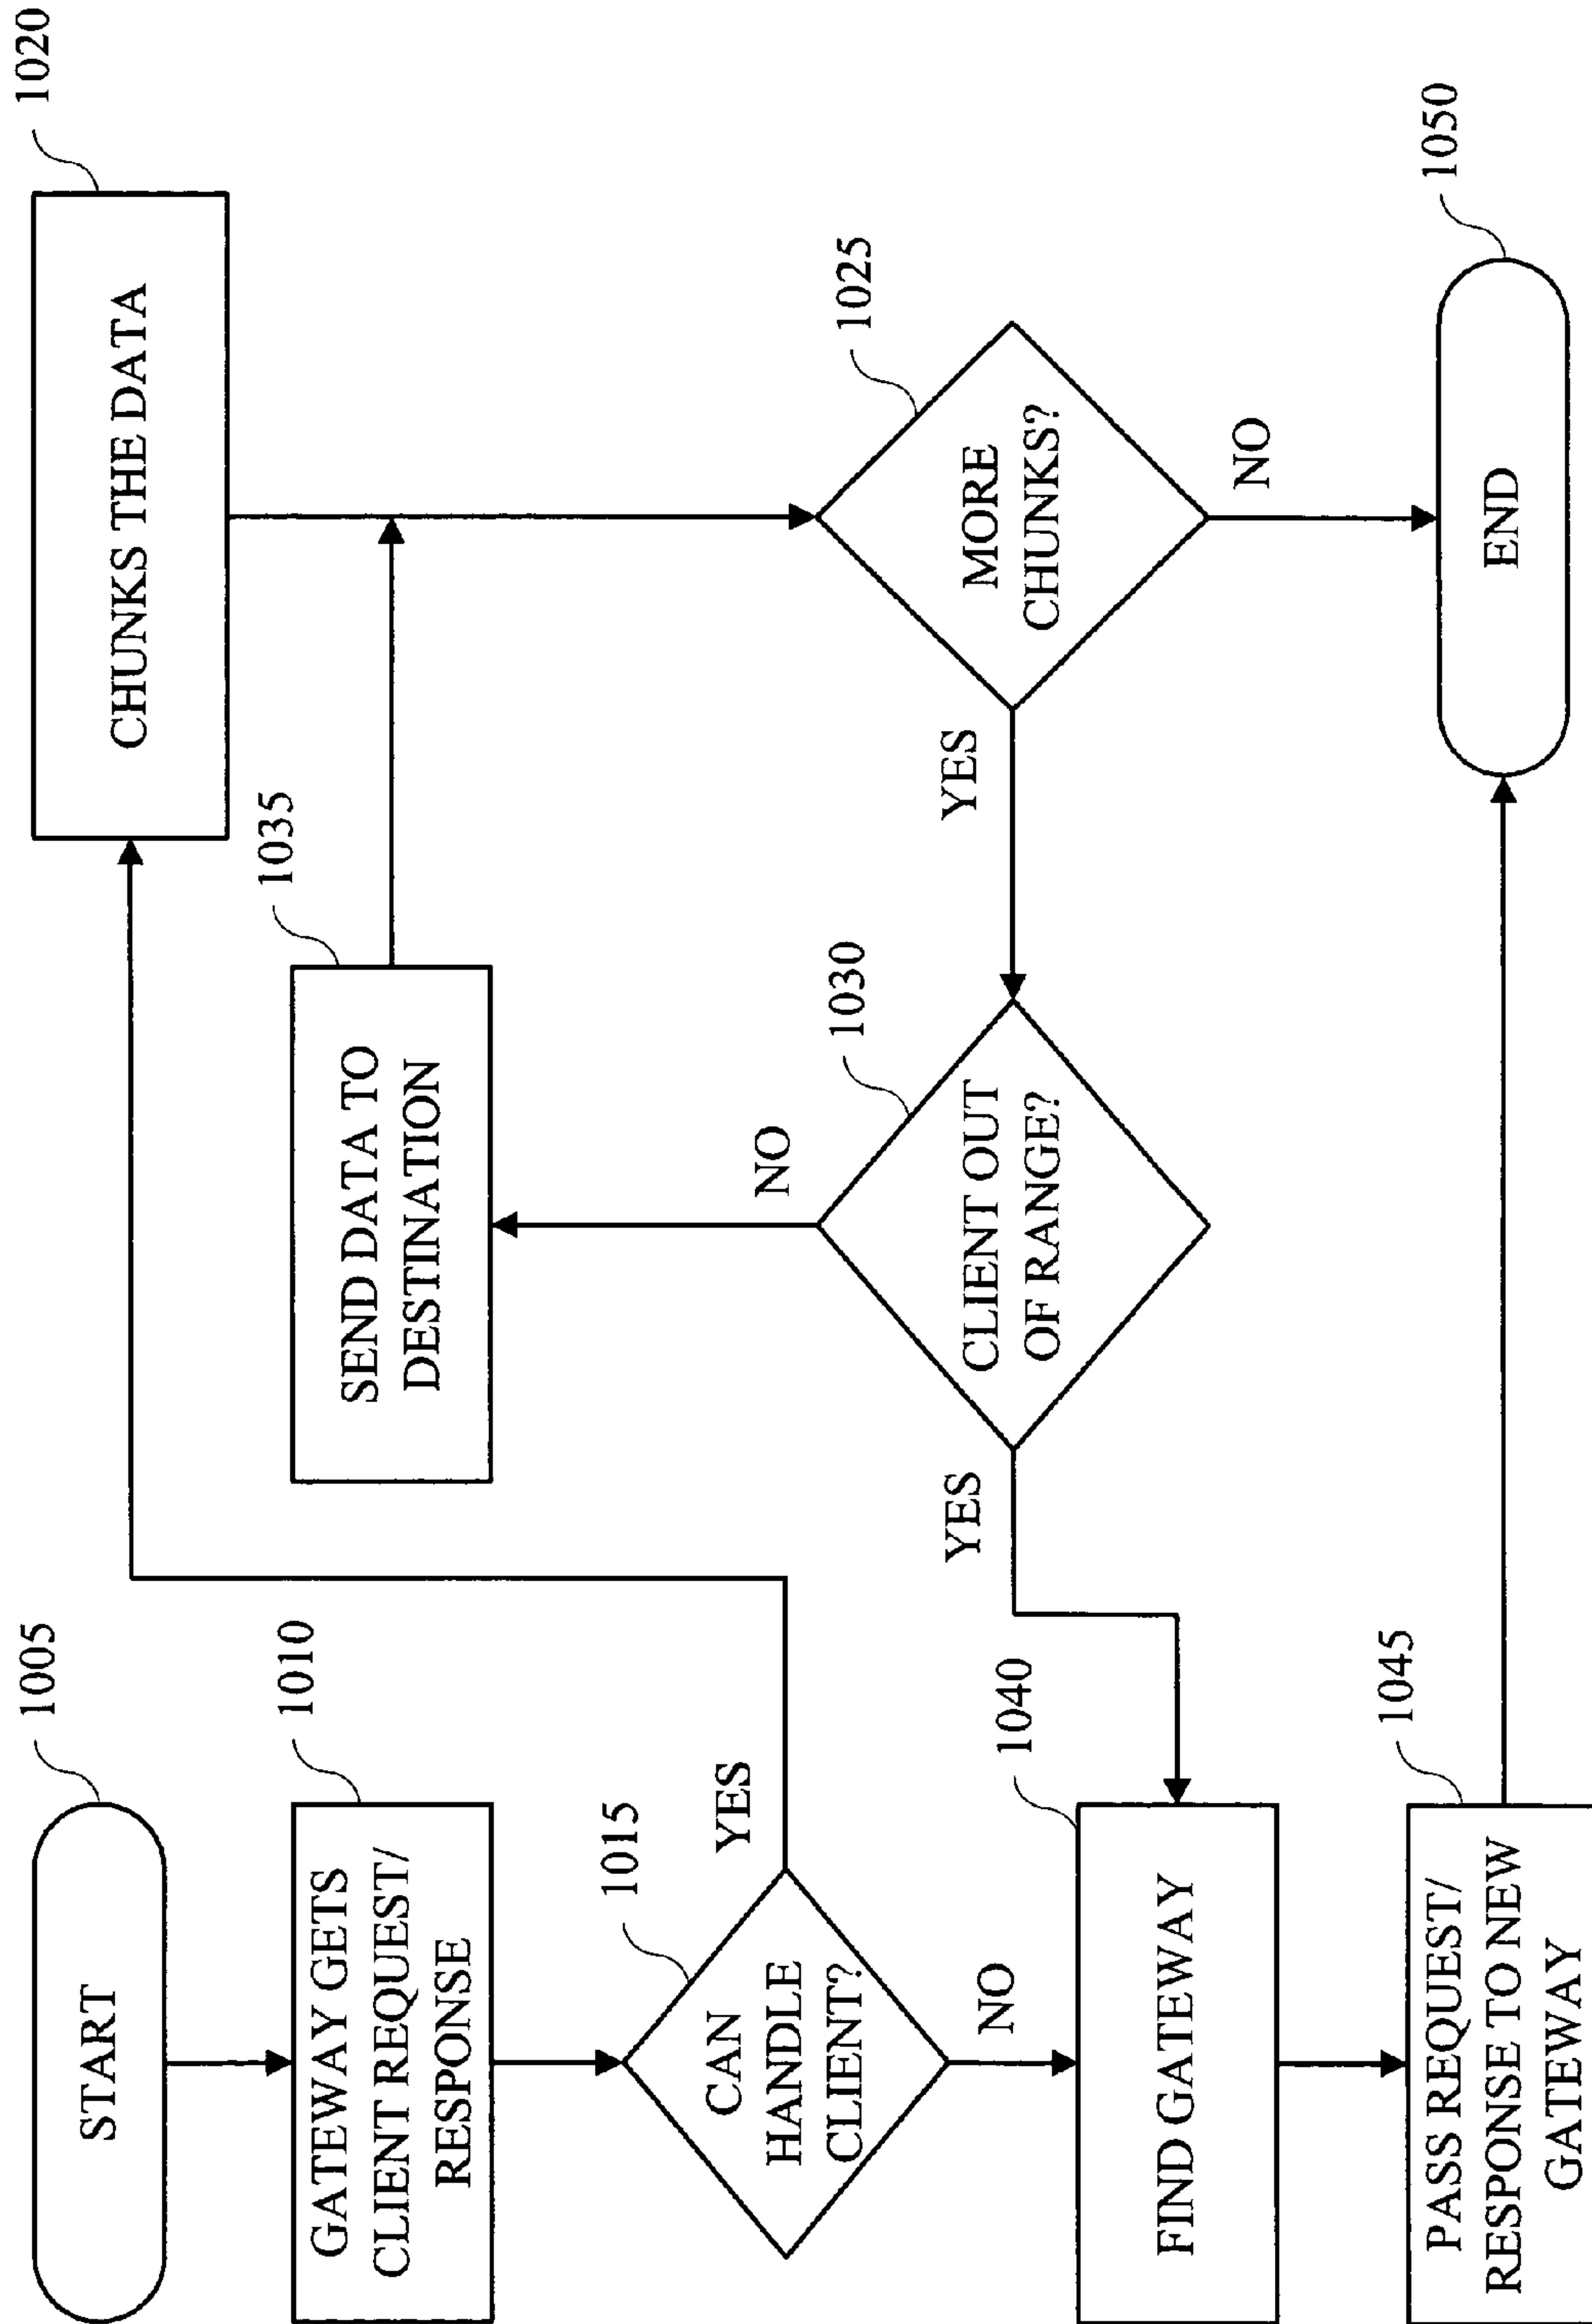 START
1005
GATEWAY GETS
CLIENT REQUEST/
RESPONSE
1010
CAN
HANDLE
CLIENT?
1015
YES
NO
CHUNKS THE DATA
1020
MORE
CHUNKS?
1025
YES
NO
CLIENT OUT
OF RANGE?
1030
NO
YES
SEND DATA TO
DESTINATION
1035
FIND GATEWAY
1040
PASS REQUEST/
RESPONSE TO NEW
GATEWAY
1045
END
1050